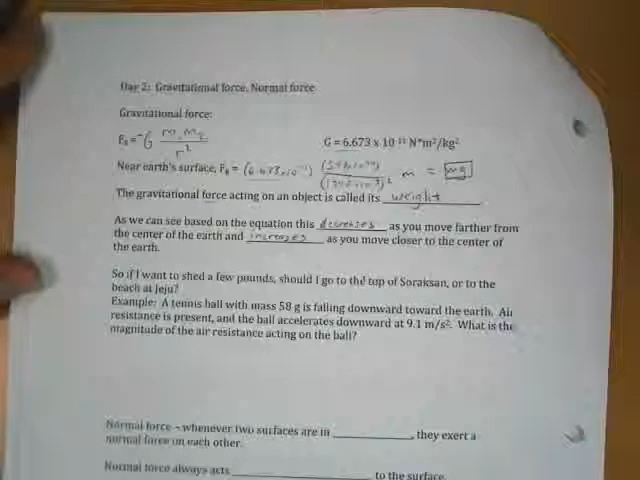 Day 2: Gravitational force, Normal force
Gravitational force:
Fg = -G m1 m2 / r²
G = 6.673 x 10⁻¹¹ N*m²/kg²
Near earth's surface, Fg = m = mg
The gravitational force acting on an object is called its weight
As we can see based on the equation this decreases as you move farther from
the center of the earth and increases as you move closer to the center of
the earth.
So if I want to shed a few pounds, should I go to the top of Soraksan, or to the
beach at Jeju?
Example: A tennis ball with mass 58 g is falling downward toward the earth. Air
resistance is present, and the ball accelerates downward at 9.1 m/s². What is the
magnitude of the air resistance acting on the ball?
Normal force – whenever two surfaces are in ____________, they exert a
normal force on each other.
Normal force always acts ____________________ to the surface.